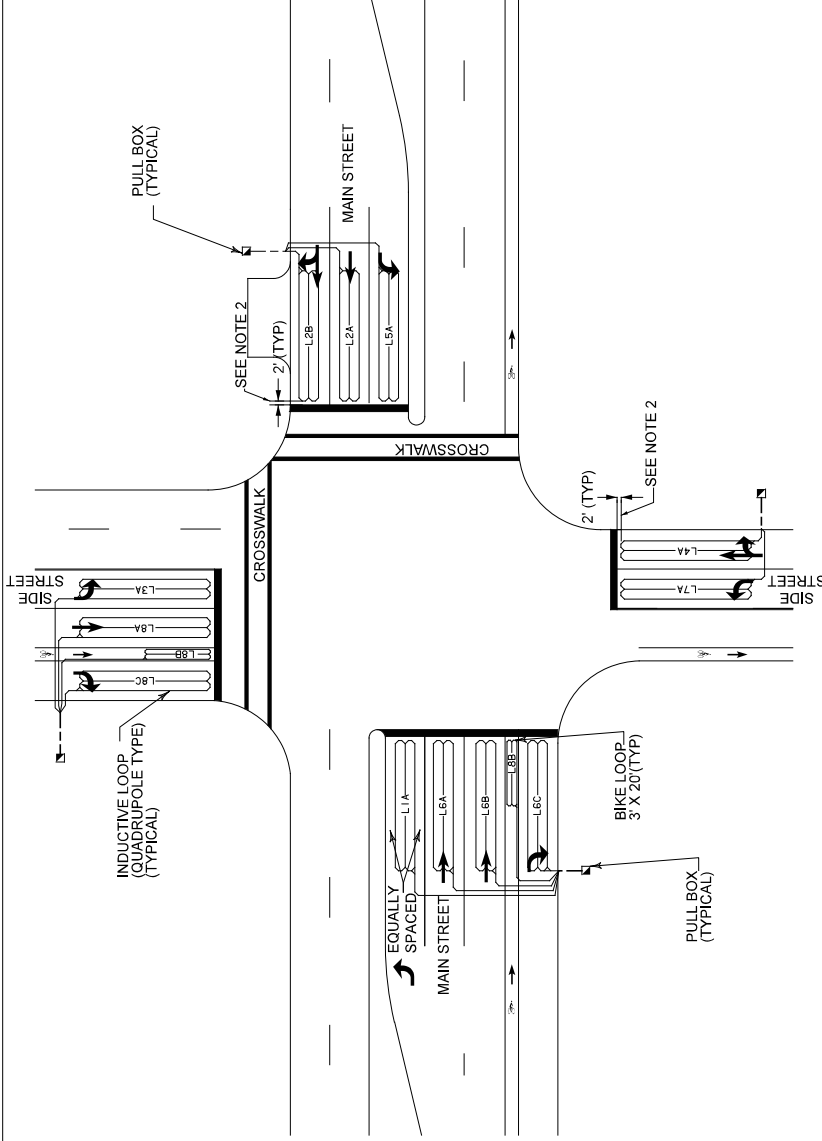 PULL BOX
(TYPICAL)
MAIN STREET
SEE NOTE 2
2' (TYP)
L2B
L2A
L5A
CROSSWALK
CROSSWALK
SIDE
STREET
L3A
L8A
L8B
L8C
INDUCTIVE LOOP
(QUADRUPOLE TYPE)
(TYPICAL)
2' (TYP)
SEE NOTE 2
L4A
L7A
SIDE
STREET
EQUALLY
SPACED
MAIN STREET
L1A
L6A
L6B
L8B
L6C
BIKE LOOP
3' X 20'(TYP)
PULL BOX
(TYPICAL)